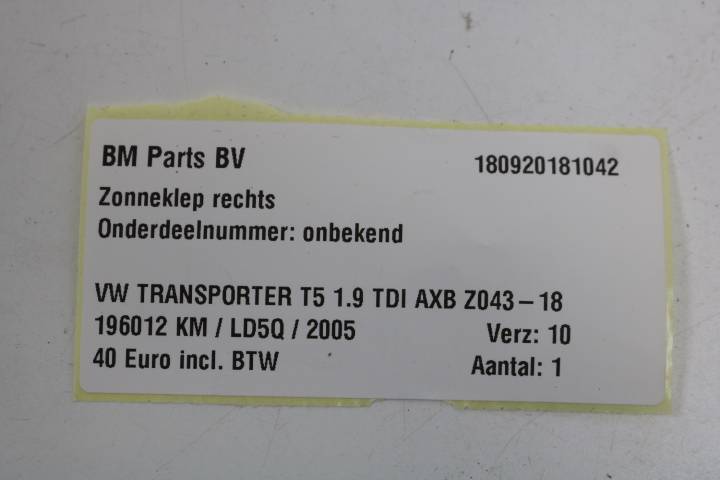 BM Parts BV 180920181042
Zonneklep rechts
Onderdeelnummer: onbekend
VW TRANSPORTER T5 1.9 TDI AXB Z043-18
196012 KM / LD5Q / 2005 Verz: 10
40 Euro incl. BTW Aantal: 1